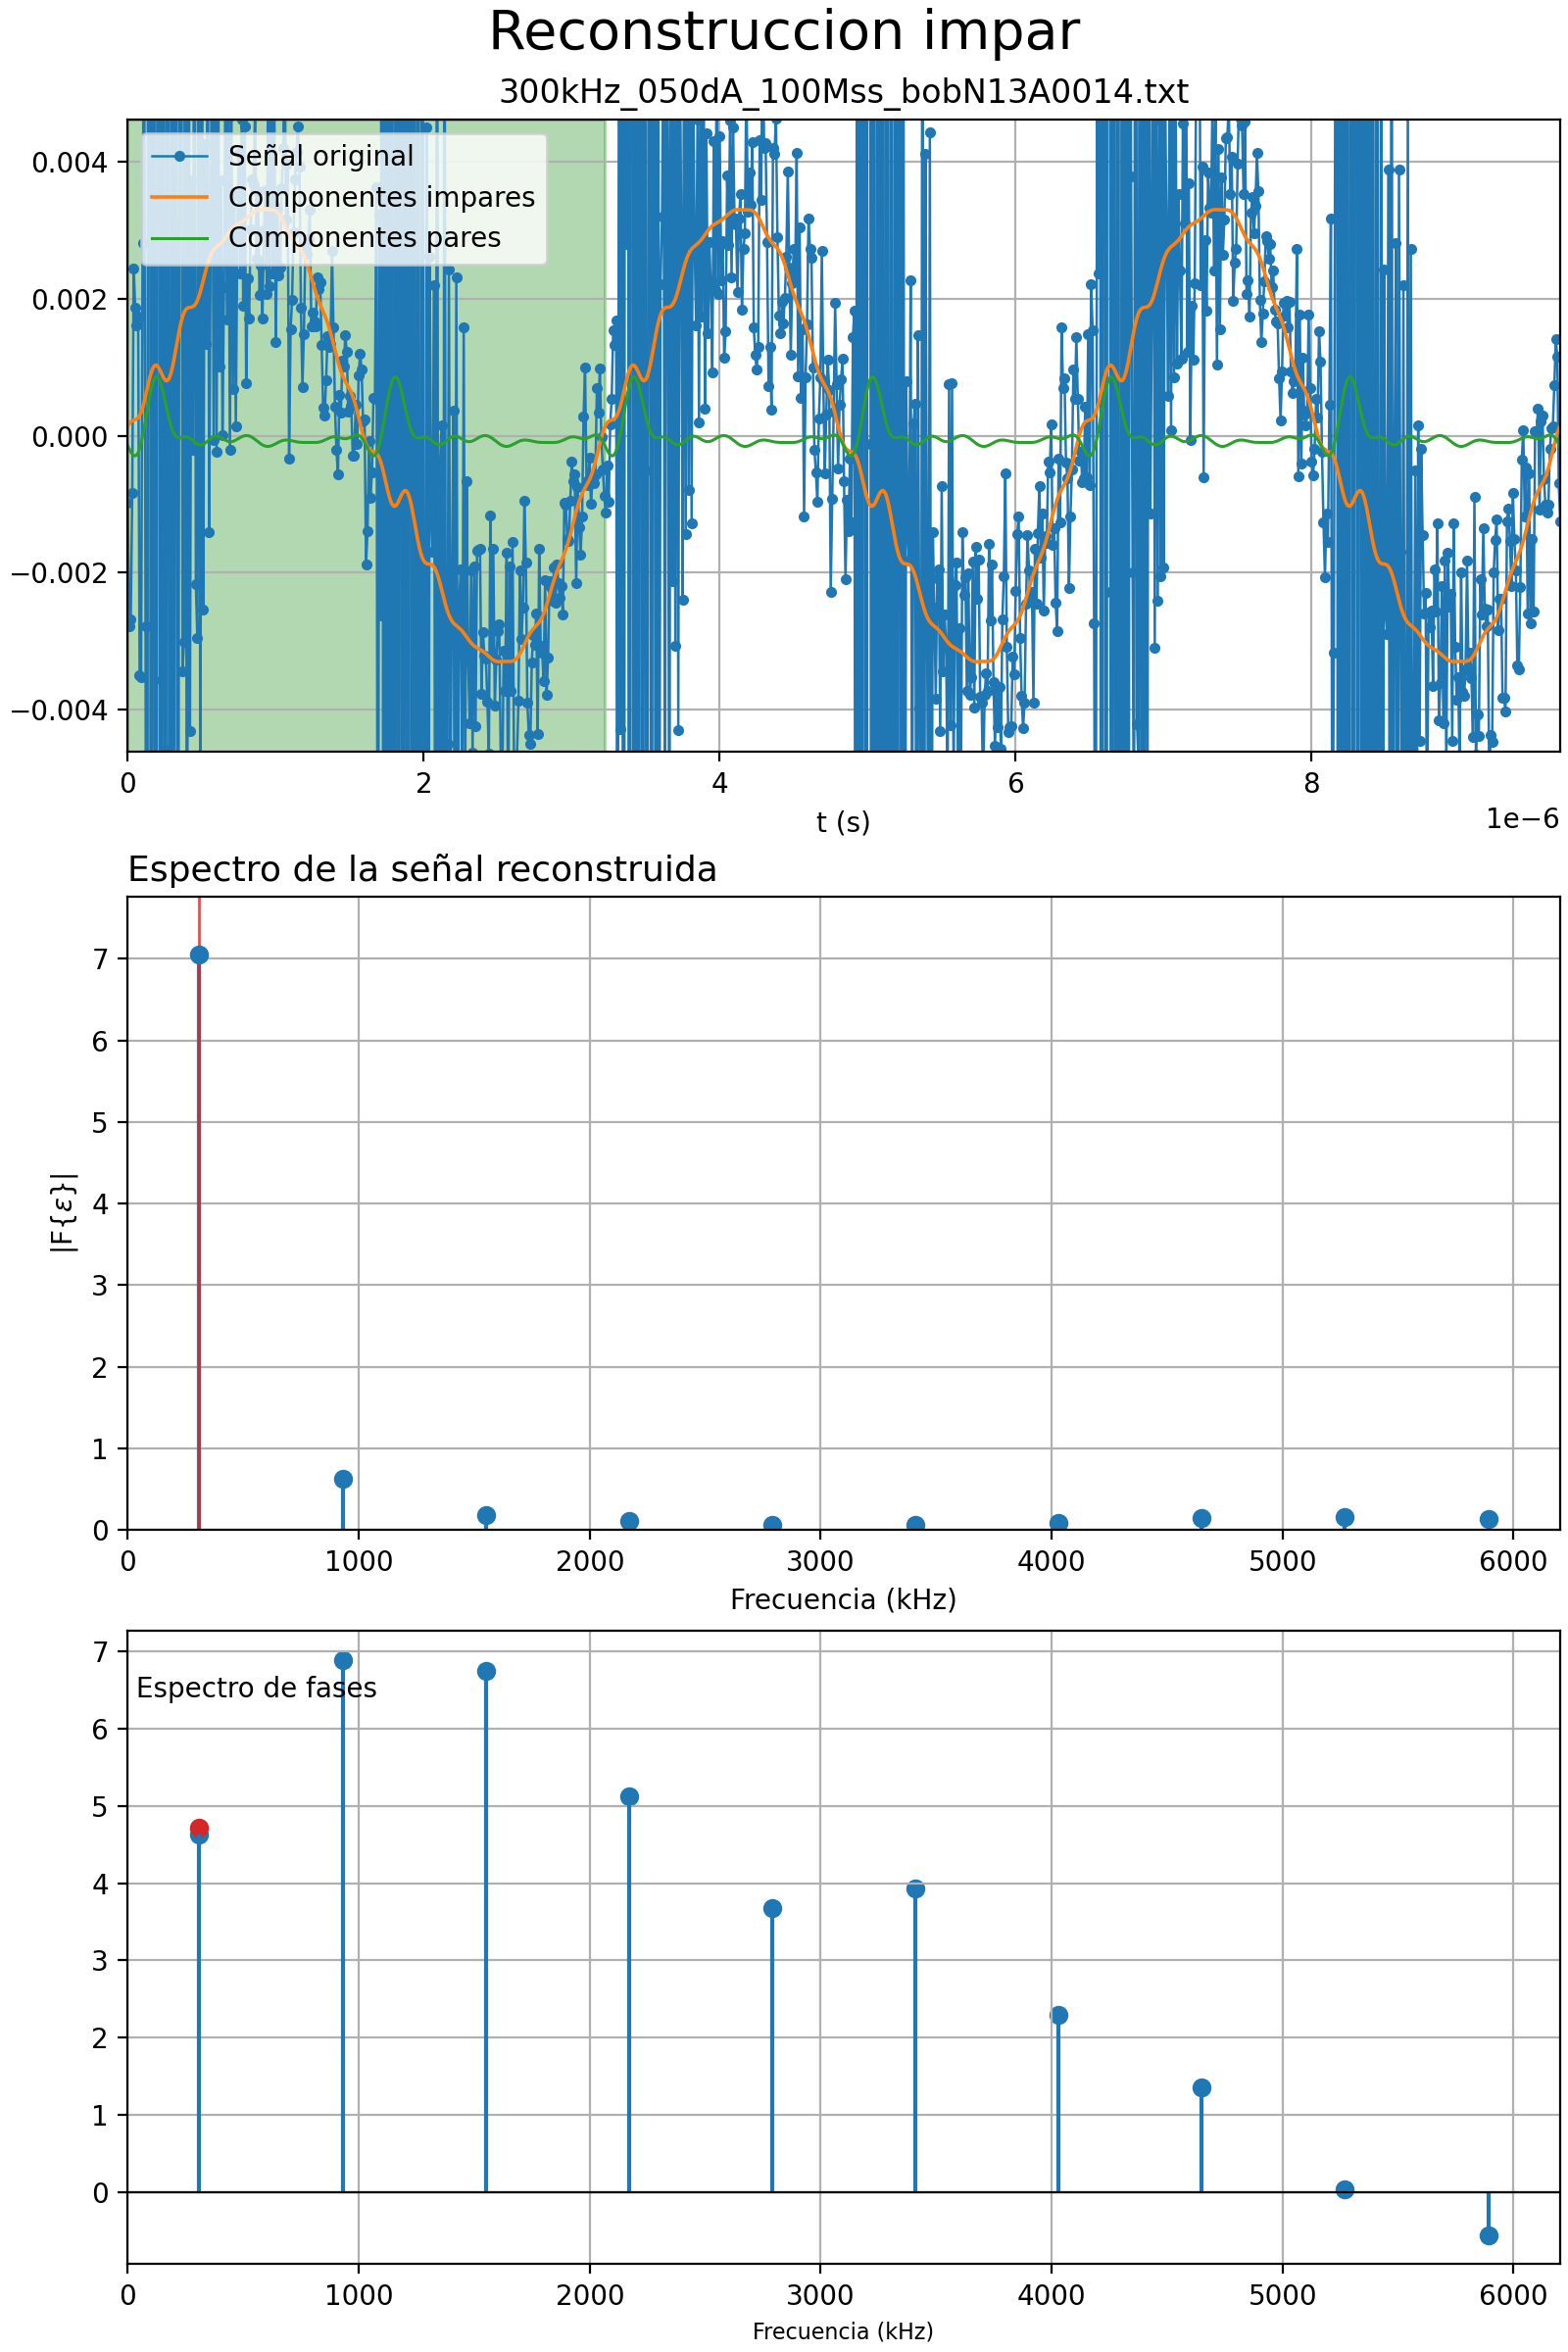 Reconstruccion impar
300kHz_050dA_100Mss_bobN13A0014.txt
Señal original
Componentes impares
Componentes pares
0.004
0.002
0.000
−0.002
−0.004
0 2 4 6 8
1e−6
t (s)
Espectro de la señal reconstruida
7
6
5
4
3
2
1
0
|F{ε}|
0 1000 2000 3000 4000 5000 6000
Frecuencia (kHz)
7
Espectro de fases
6
5
4
3
2
1
0
0 1000 2000 3000 4000 5000 6000
Frecuencia (kHz)